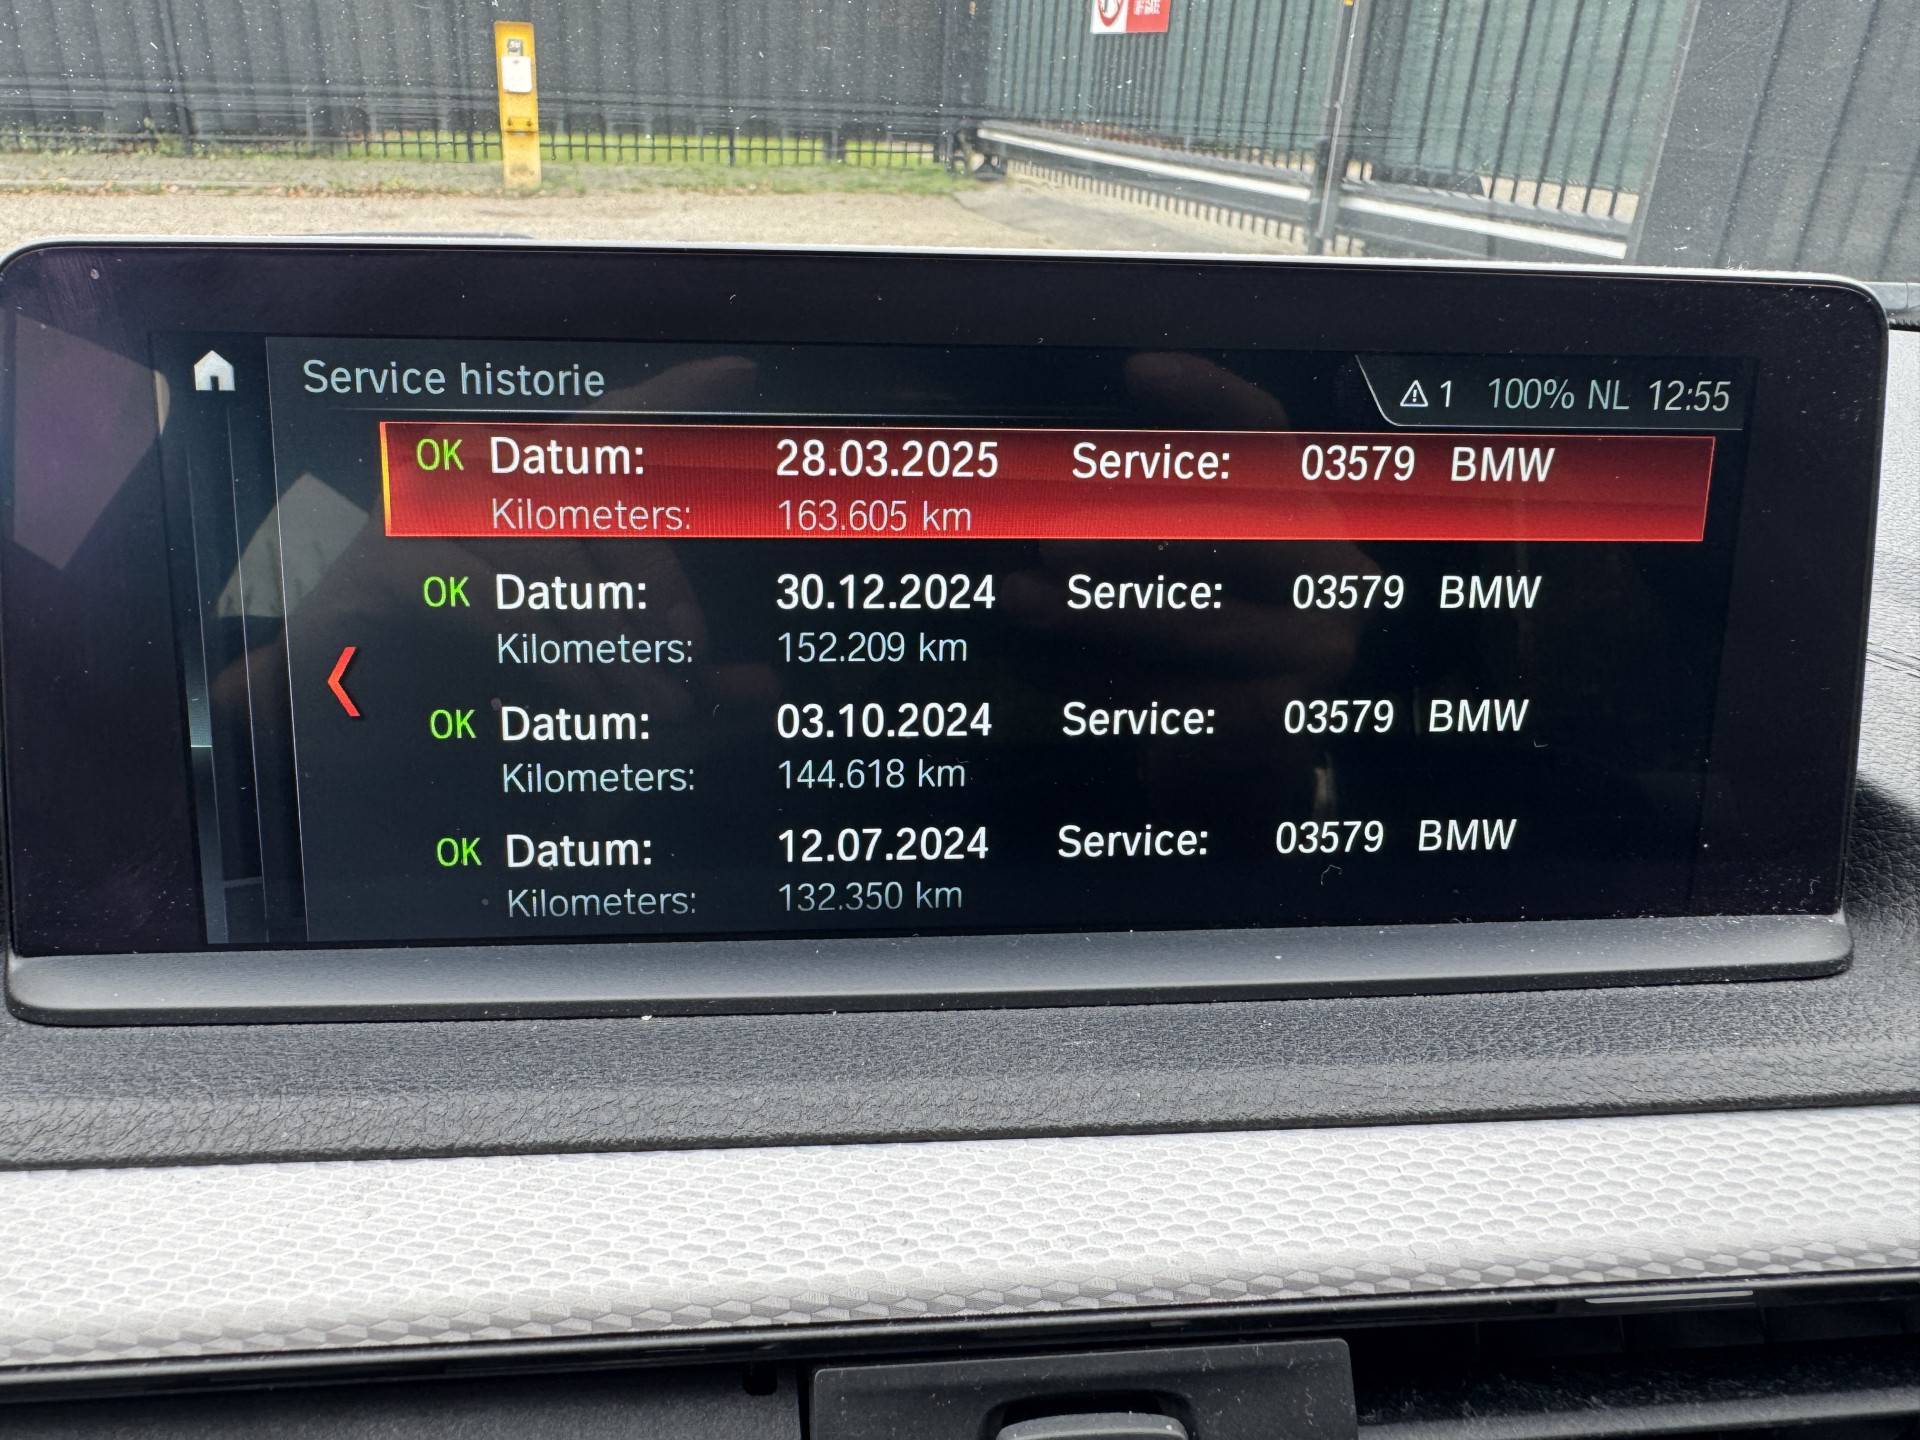 Service historie
1 100% NL 12:55
OK Datum: 28.03.2025 Service: 03579 BMW
Kilometers: 163.605 km
OK Datum: 30.12.2024 Service: 03579 BMW
Kilometers: 152.209 km
OK Datum: 03.10.2024 Service: 03579 BMW
Kilometers: 144.618 km
OK Datum: 12.07.2024 Service: 03579 BMW
Kilometers: 132.350 km